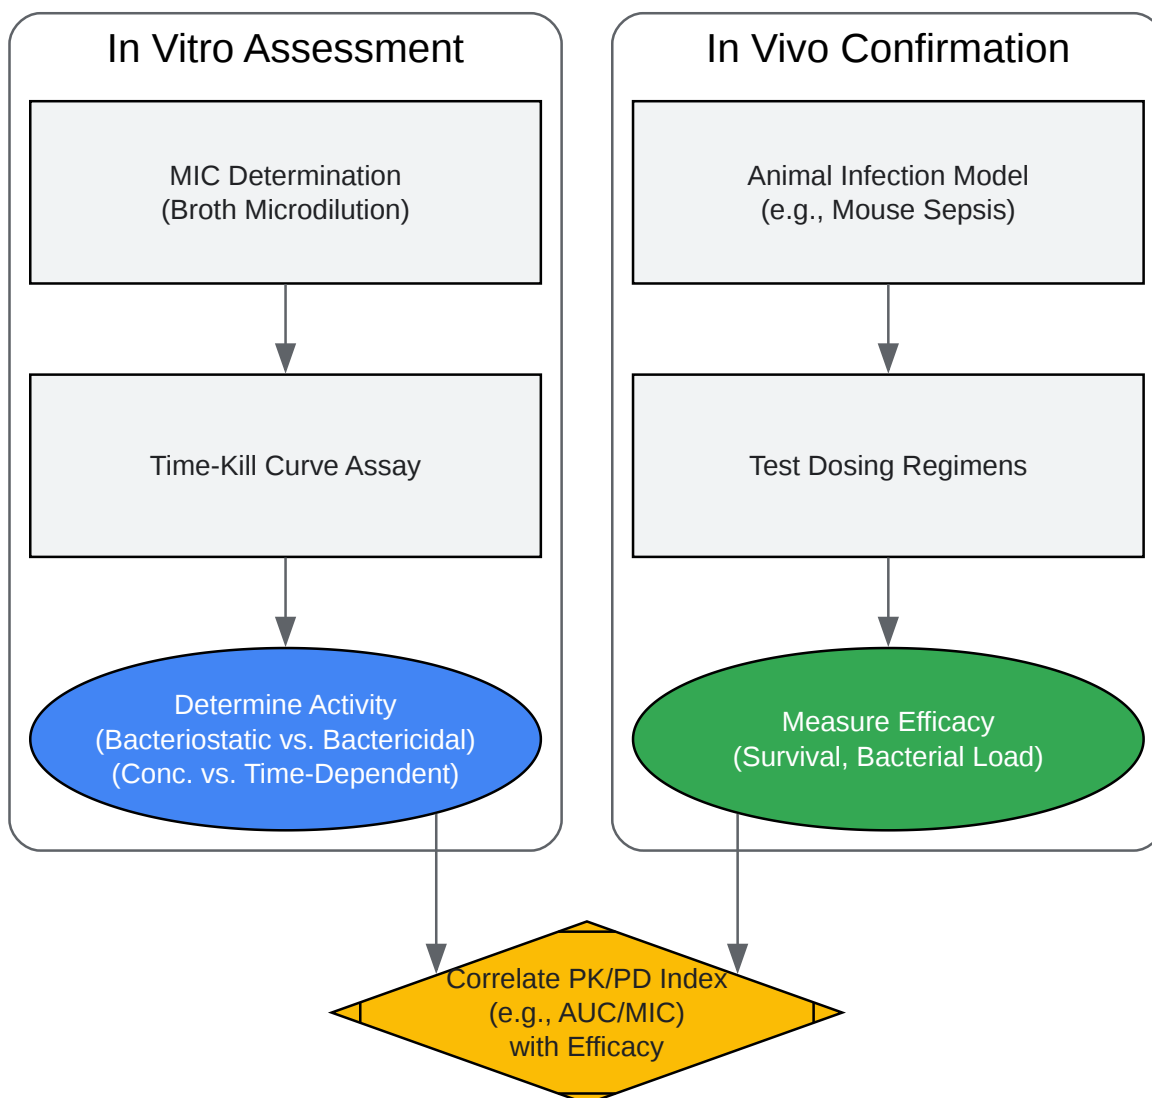 In Vitro Assessment
MIC Determination
(Broth Microdilution)
Time-Kill Curve Assay
Determine Activity
(Bacteriostatic vs. Bactericidal)
(Conc. vs. Time-Dependent)
In Vivo Confirmation
Animal Infection Model
(e.g., Mouse Sepsis)
Test Dosing Regimens
Measure Efficacy
(Survival, Bacterial Load)
Correlate PK/PD Index
(e.g., AUC/MIC)
with Efficacy